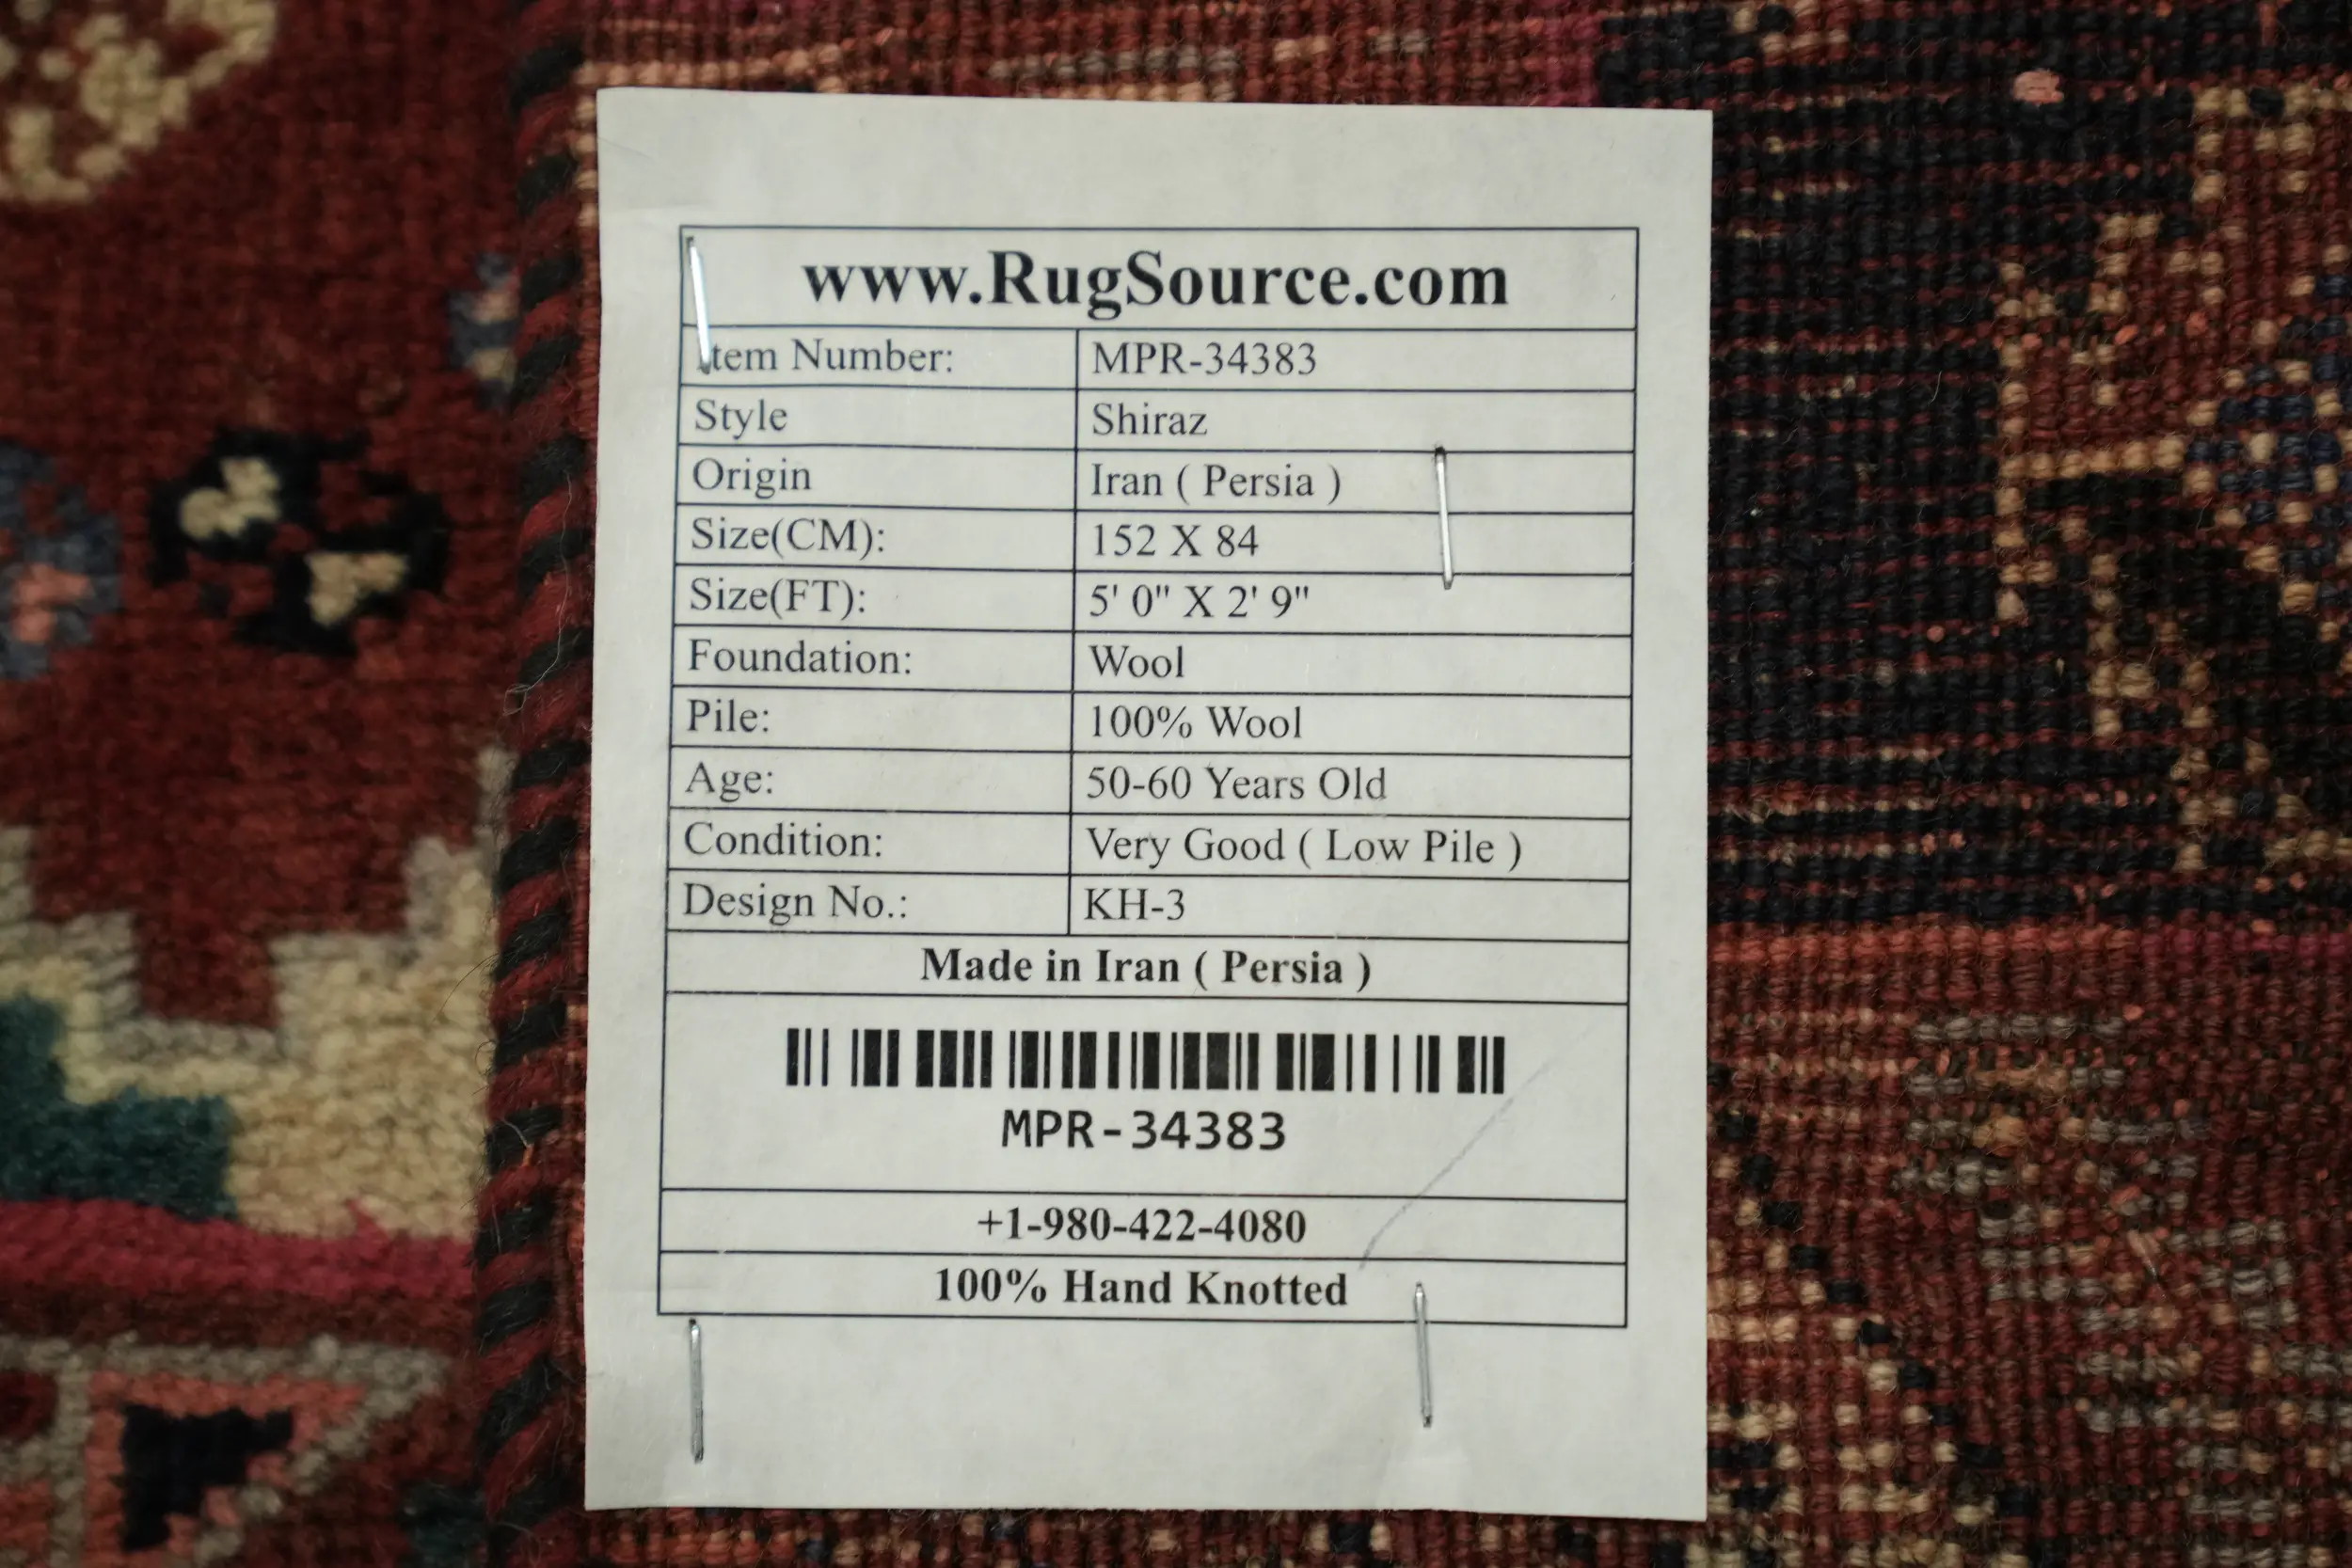 www.RugSource.com
Item Number: MPR-34383
Style Shiraz
Origin Iran ( Persia )
Size(CM): 152 X 84
Size(FT): 5' 0" X 2' 9"
Foundation: Wool
Pile: 100% Wool
Age: 50-60 Years Old
Condition: Very Good ( Low Pile )
Design No.: KH-3
Made in Iran ( Persia )
MPR-34383
+1-980-422-4080
100% Hand Knotted